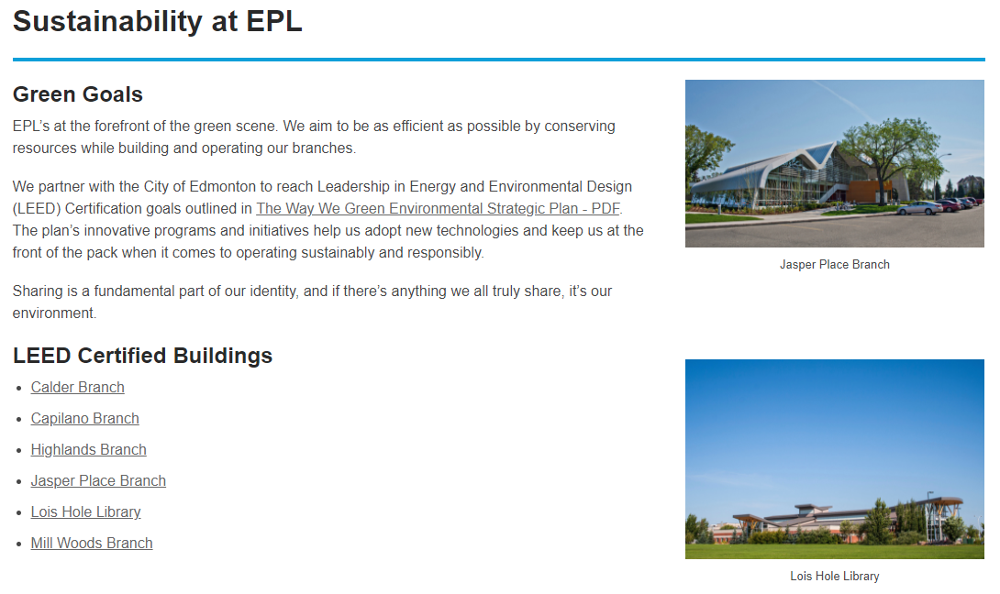 Sustainability at EPL
Green Goals
EPL’s at the forefront of the green scene. We aim to be as efficient as possible by conserving
resources while building and operating our branches.
We partner with the City of Edmonton to reach Leadership in Energy and Environmental Design
(LEED) Certification goals outlined in The Way We Green Environmental Strategic Plan - PDF.
The plan’s innovative programs and initiatives help us adopt new technologies and keep us at the
front of the pack when it comes to operating sustainably and responsibly.
Sharing is a fundamental part of our identity, and if there’s anything we all truly share, it’s our
environment.
LEED Certified Buildings
• Calder Branch
• Capilano Branch
• Highlands Branch
• Jasper Place Branch
• Lois Hole Library
• Mill Woods Branch
Jasper Place Branch
Lois Hole Library